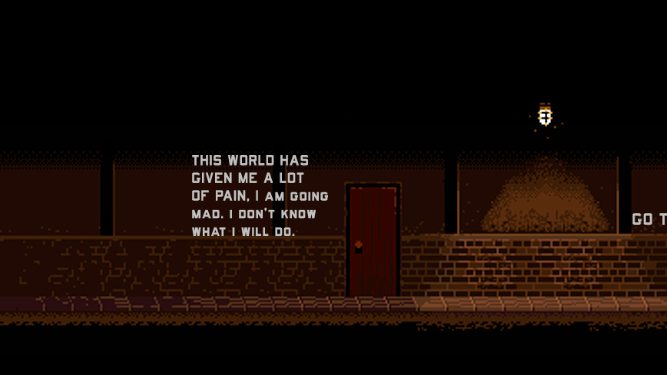 THIS WORLD HAS
GIVEN ME A LOT
OF PAIN, I AM GOING
MAD. I DON'T KNOW
WHAT I WILL DO.
GO T